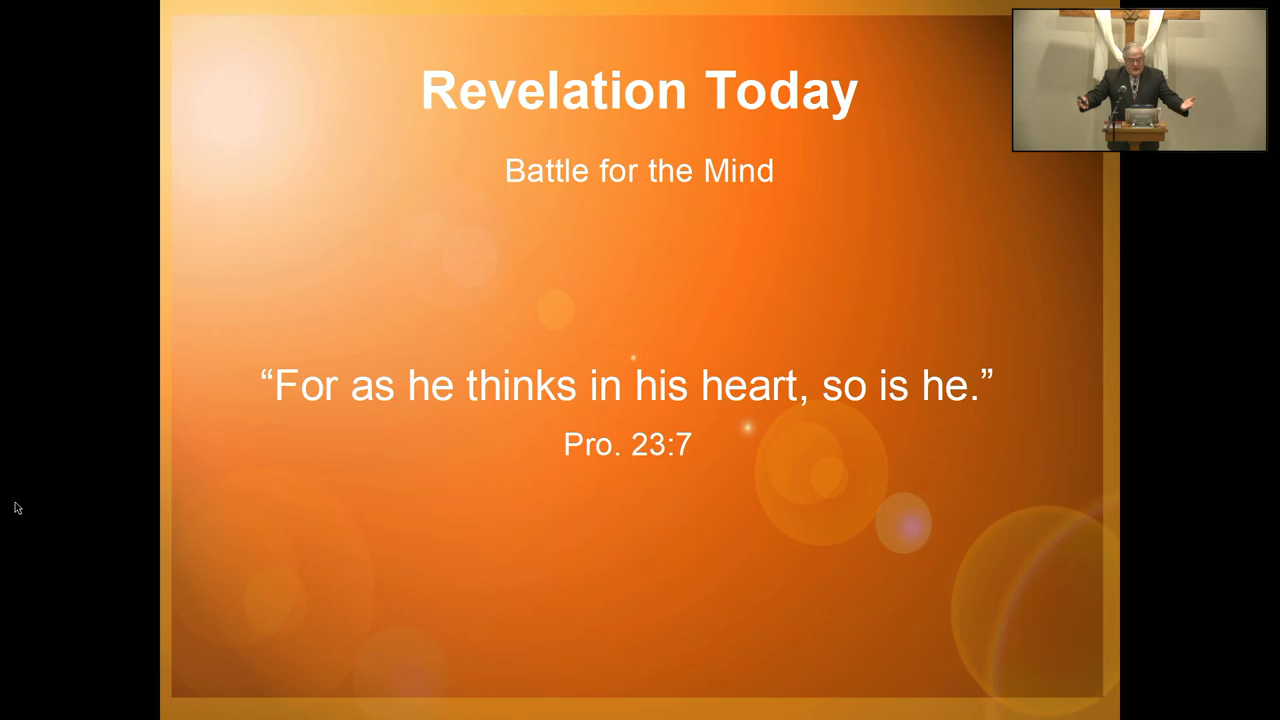 Revelation Today
Battle for the Mind
“For as he thinks in his heart, so is he.”
Pro. 23:7